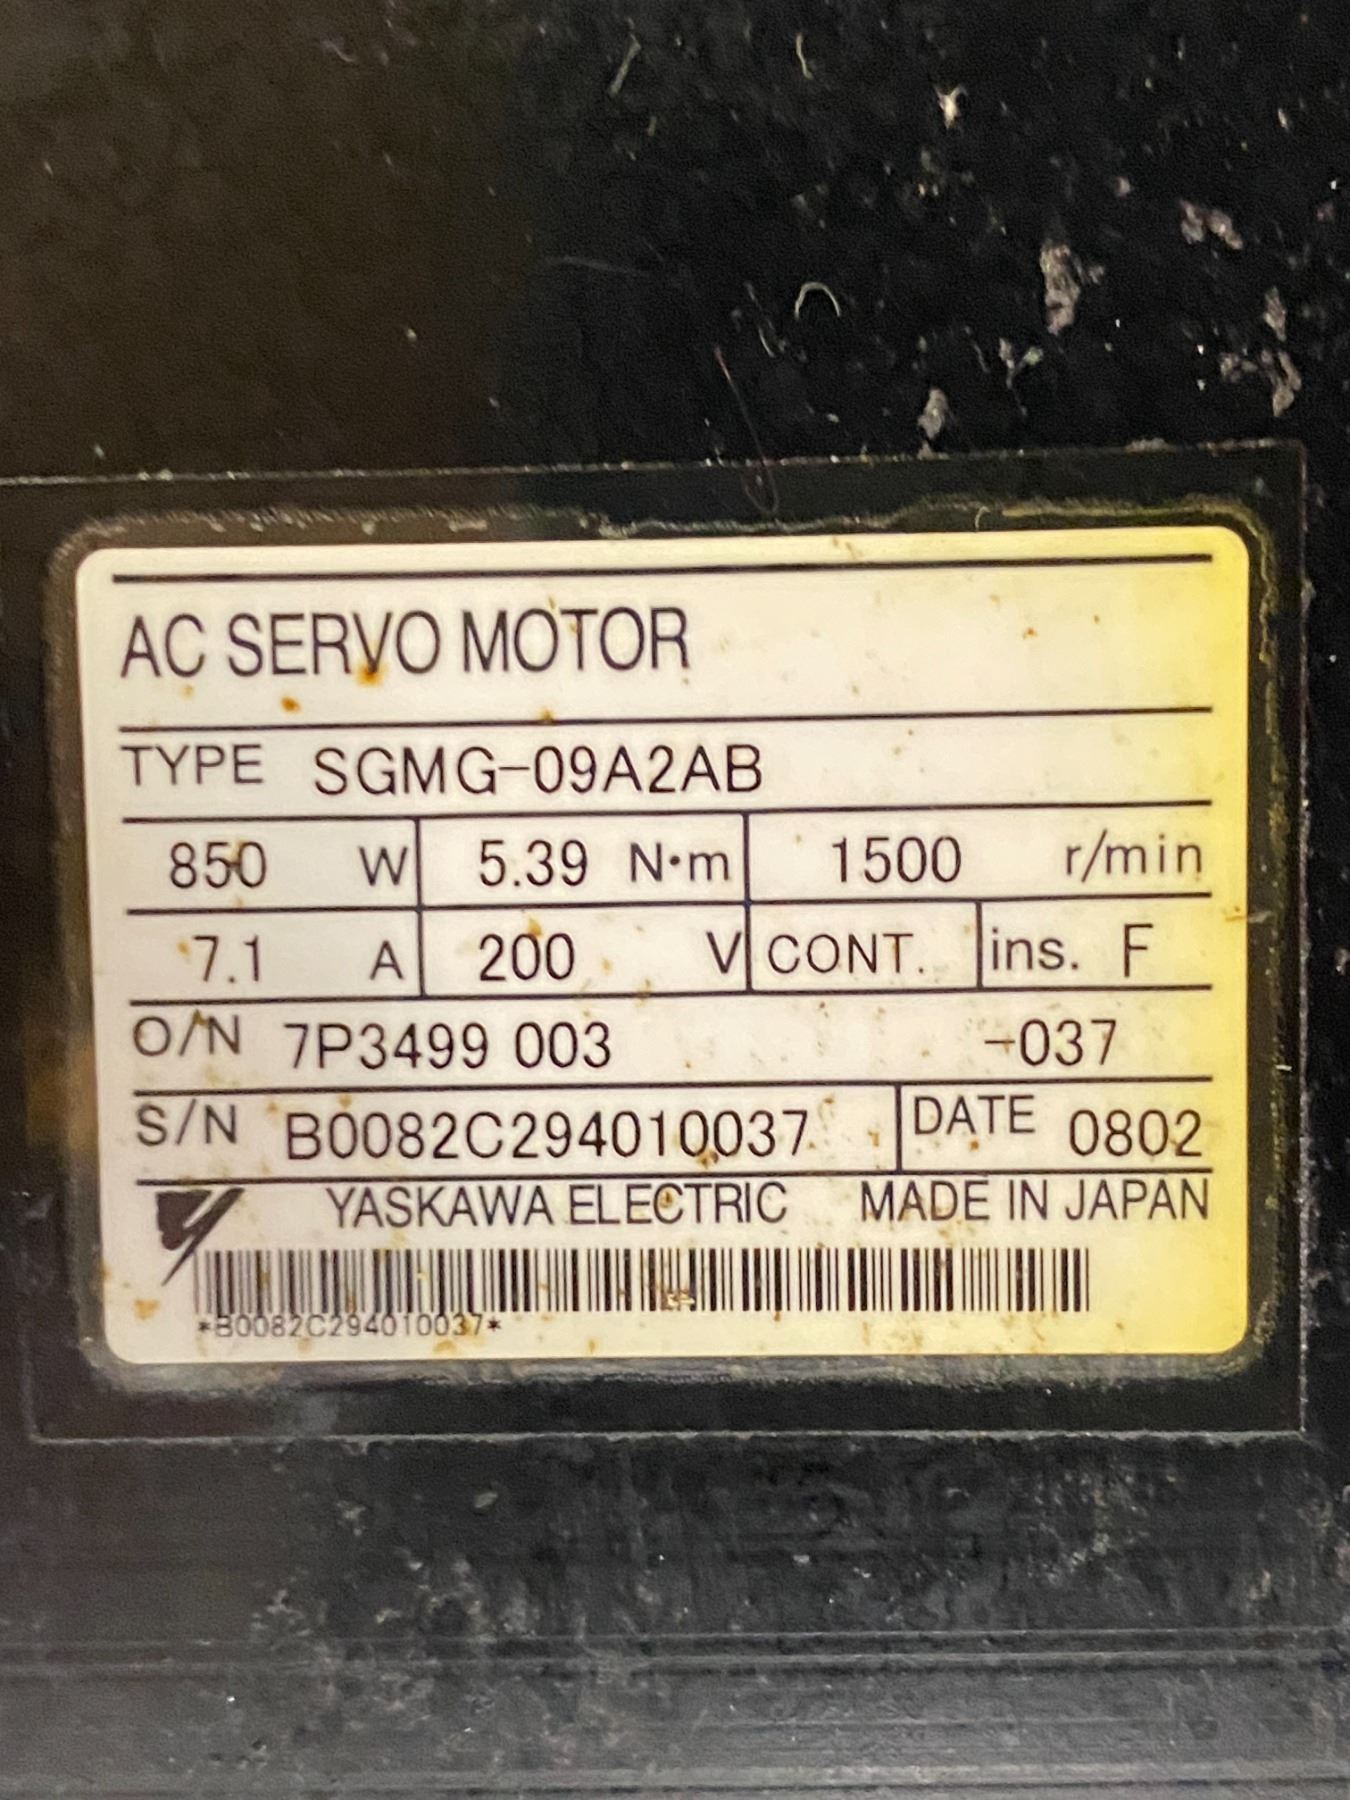 AC SERVO MOTOR
TYPE SGMG-09A2AB
850 W 5.39 N·m 1500 r/min
7.1 A 200 V CONT. ins. F
O/N 7P3499 003 -037
S/N B0082C294010037 DATE 0802
YASKAWA ELECTRIC MADE IN JAPAN
*B0082C294010037*